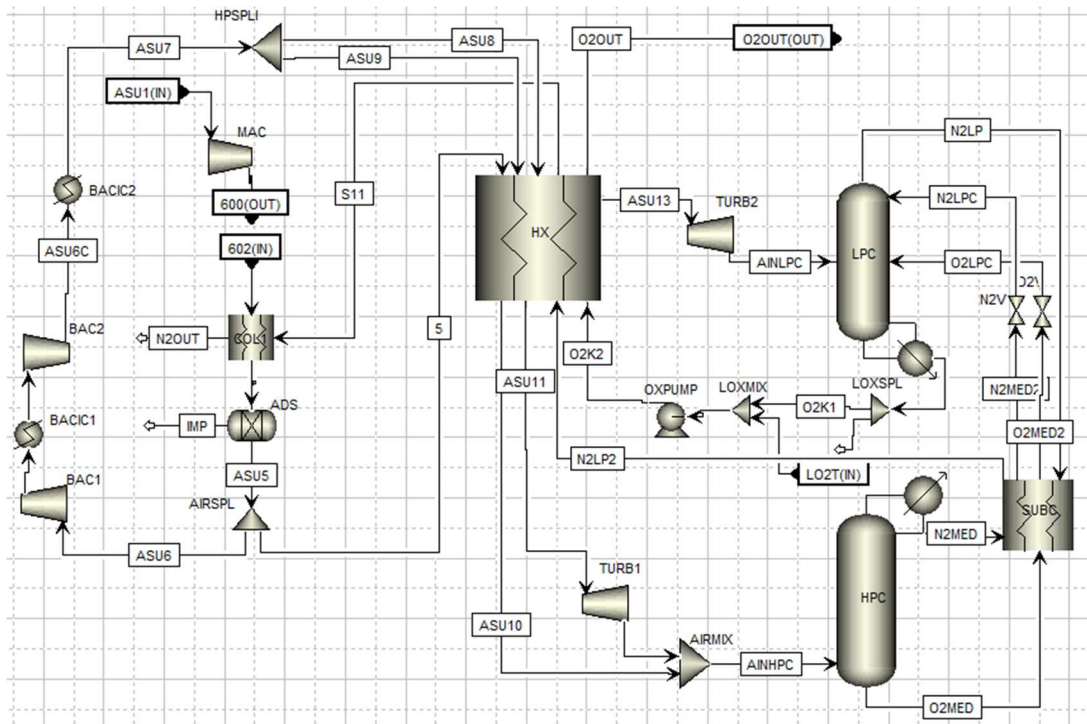 HPSPLI
ASU7
ASU8
ASU9
O2OUT
O2OUT(OUT)
ASU1(IN)
MAC
N2LP
BACIC2
600(OUT)
S11
ASU13
TURB2
N2LPC
602(IN)
HX
LPC
ASU6C
AINLPC
O2LPC
N2V
BAC2
N2OUT
5
O2K2
ASU11
OXPUMP
LOXMIX
LOXSPL
N2MED2
O2K1
BACIC1
ADS
IMP
O2MED2
N2LP2
LO2T(IN)
BAC1
ASU5
AIRSPL
SUBC
N2MED
ASU6
TURB1
HPC
ASU10
AIRMIX
AINHPC
O2MED